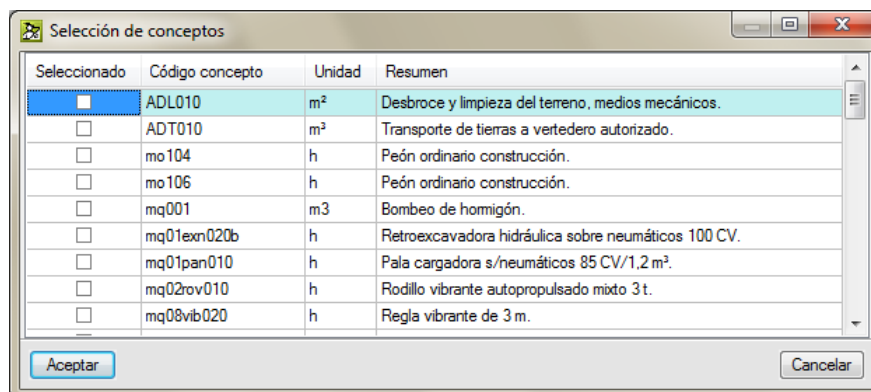 Selección de conceptos
Seleccionado Código concepto Unidad Resumen
ADL010 m² Desbroce y limpieza del terreno, medios mecánicos.
ADT010 m³ Transporte de tierras a vertedero autorizado.
mo104 h Peón ordinario construcción.
mo106 h Peón ordinario construcción.
mq001 m3 Bombeo de hormigón.
mq01exn020b h Retroexcavadora hidráulica sobre neumáticos 100 CV.
mq01pan010 h Pala cargadora s/neumáticos 85 CV/1,2 m³.
mq02rov010 h Rodillo vibrante autopropulsado mixto 3 t.
mq08vib020 h Regla vibrante de 3 m.
Aceptar Cancelar